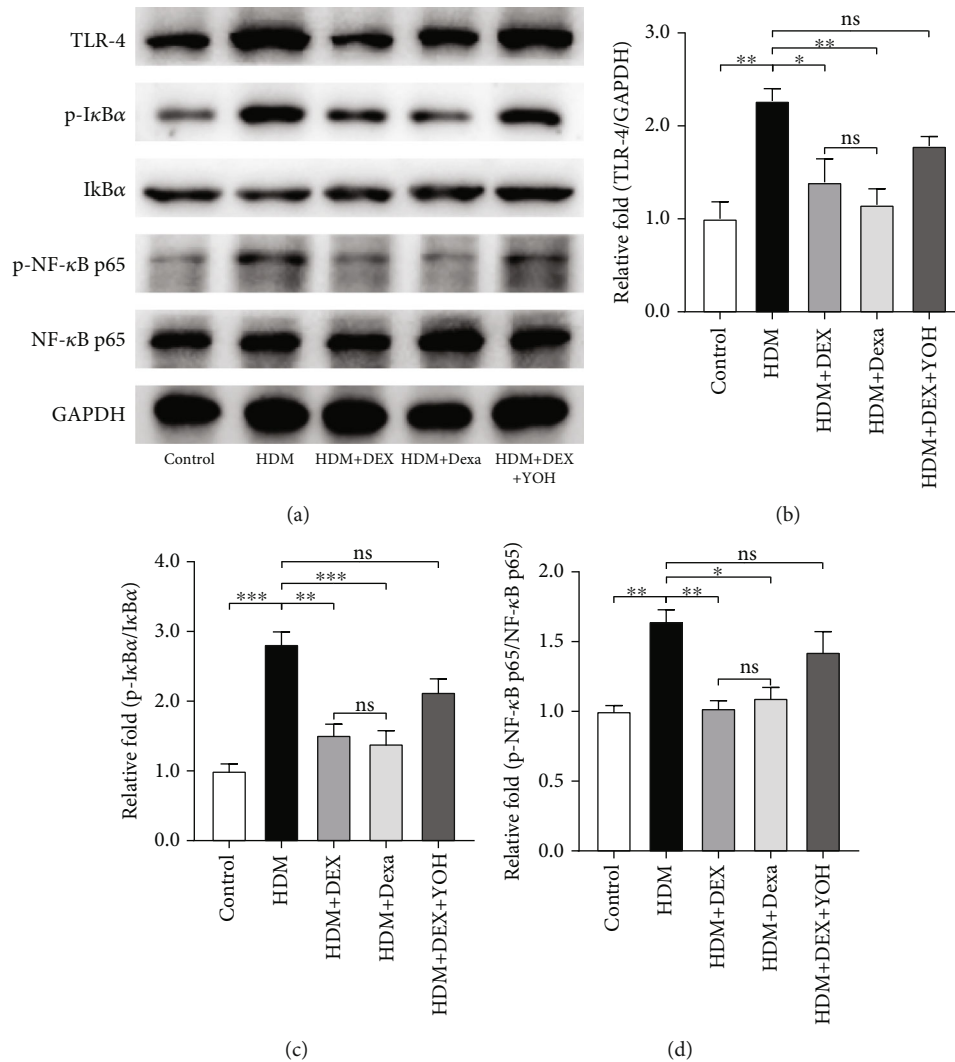 TLR-4
p-IκBα
IkBα
p-NF-κB p65
NF-κB p65
GAPDH
Control HDM HDM+DEX HDM+Dexa HDM+DEX
+YOH
(a)
Relative fold (TLR-4/GAPDH)
3.0
2.0
1.0
0.0
ns
**
** *
ns
Control
HDM
HDM+DEX
HDM+Dexa
HDM+DEX+YOH
(b)
Relative fold (p-IκBα/IκBα)
4.0
3.0
2.0
1.0
0.0
ns
***
*** **
ns
Control
HDM
HDM+DEX
HDM+Dexa
HDM+DEX+YOH
(c)
Relative fold (p-NF-κB p65/NF-κB p65)
2.0
1.5
1.0
0.5
0.0
ns
*
** **
ns
Control
HDM
HDM+DEX
HDM+Dexa
HDM+DEX+YOH
(d)